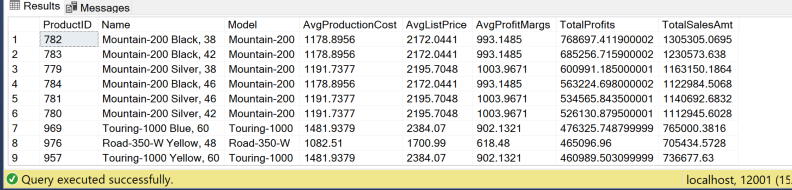 Results Messages
ProductID Name Model AvgProductionCost AvgListPrice AvgProfitMargs TotalProfits TotalSalesAmt
1 782 Mountain-200 Black, 38 Mountain-200 1178.8956 2172.0441 993.1485 768697.411900002 1305305.0695
2 783 Mountain-200 Black, 42 Mountain-200 1178.8956 2172.0441 993.1485 685256.715900002 1230573.638
3 779 Mountain-200 Silver, 38 Mountain-200 1191.7377 2195.7048 1003.9671 600991.185000001 1163150.1864
4 784 Mountain-200 Black, 46 Mountain-200 1178.8956 2172.0441 993.1485 563224.698000002 1122984.5068
5 781 Mountain-200 Silver, 46 Mountain-200 1191.7377 2195.7048 1003.9671 534565.843500001 1140692.6832
6 780 Mountain-200 Silver, 42 Mountain-200 1191.7377 2195.7048 1003.9671 526130.879500001 1112945.6028
7 969 Touring-1000 Blue, 60 Touring-1000 1481.9379 2384.07 902.1321 476325.748799999 765000.3816
8 976 Road-350-W Yellow, 48 Road-350-W 1082.51 1700.99 618.48 465096.96 705434.5728
9 957 Touring-1000 Yellow, 60 Touring-1000 1481.9379 2384.07 902.1321 460989.503099999 736677.63
Query executed successfully. localhost, 12001 (15.